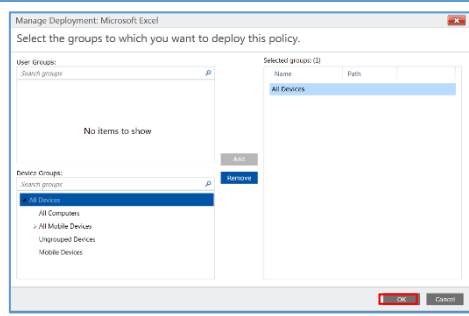 Manage Deployment: Microsoft Excel
Select the groups to which you want to deploy this policy.
User Groups:
Search groups
No items to show
Device Groups:
Search groups
All Devices
All Computers
All Mobile Devices
Ungrouped Devices
Mobile Devices
Add
Remove
Selected groups: (1)
Name Path
All Devices
OK Cancel